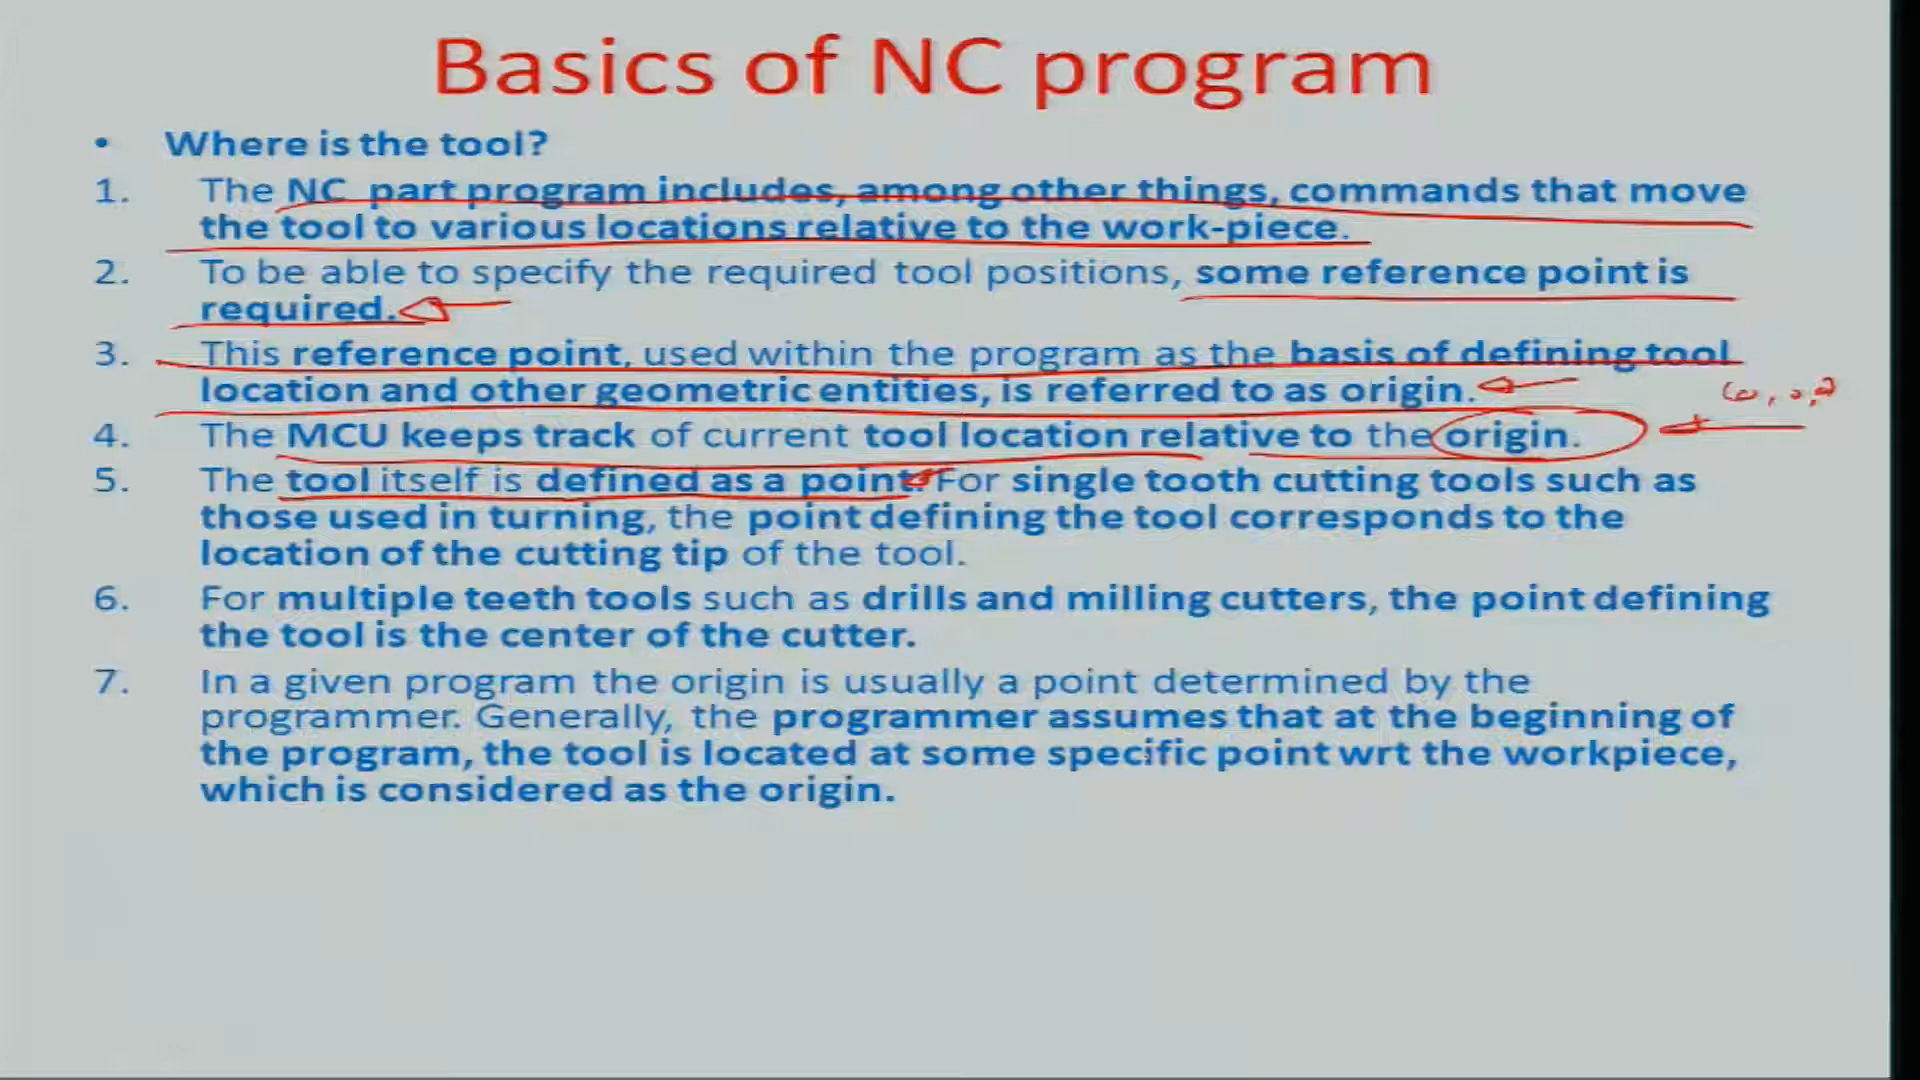 Basics of NC program
• Where is the tool?
1. The NC part program includes, among other things, commands that move
the tool to various locations relative to the work-piece.
2. To be able to specify the required tool positions, some reference point is
required.
3. This reference point, used within the program as the basis of defining tool
location and other geometric entities, is referred to as origin.
4. The MCU keeps track of current tool location relative to the origin.
5. The tool itself is defined as a point. For single tooth cutting tools such as
those used in turning, the point defining the tool corresponds to the
location of the cutting tip of the tool.
6. For multiple teeth tools such as drills and milling cutters, the point defining
the tool is the center of the cutter.
7. In a given program the origin is usually a point determined by the
programmer. Generally, the programmer assumes that at the beginning of
the program, the tool is located at some specific point wrt the workpiece,
which is considered as the origin.